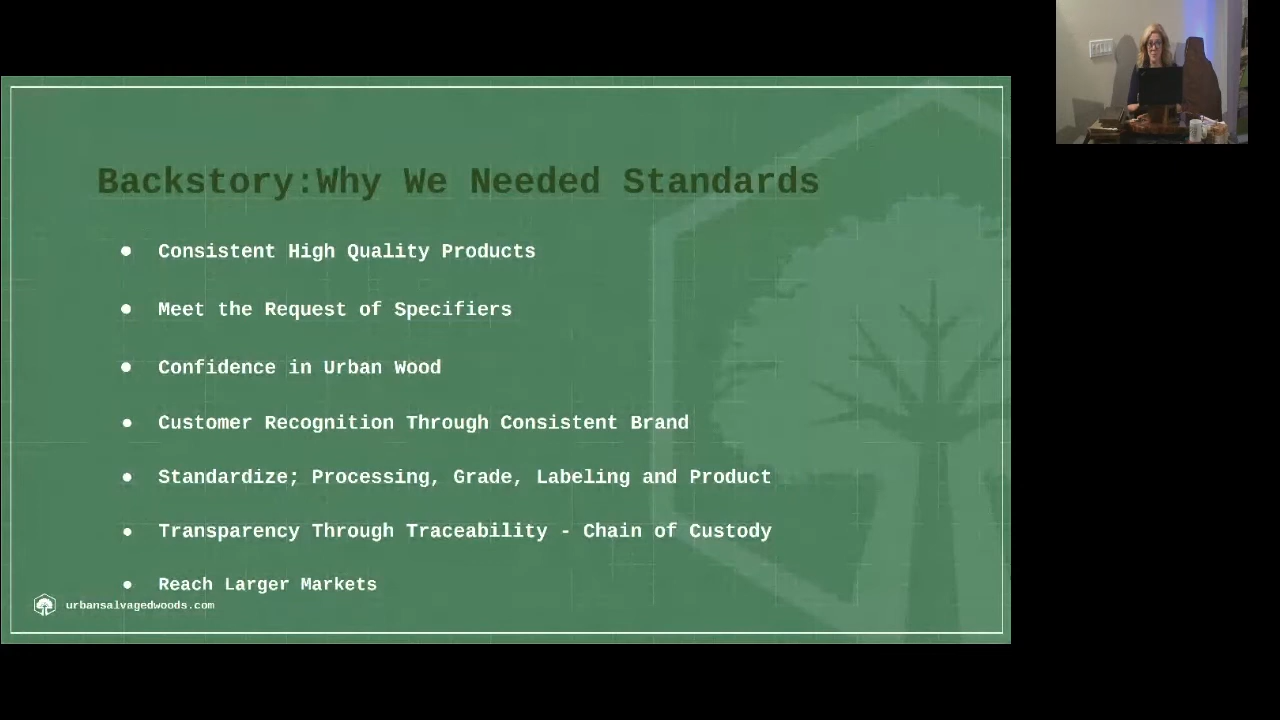 Backstory:Why We Needed Standards
● Consistent High Quality Products
● Meet the Request of Specifiers
● Confidence in Urban Wood
● Customer Recognition Through Consistent Brand
● Standardize; Processing, Grade, Labeling and Product
● Transparency Through Traceability - Chain of Custody
● Reach Larger Markets
urbansalvagedwoods.com